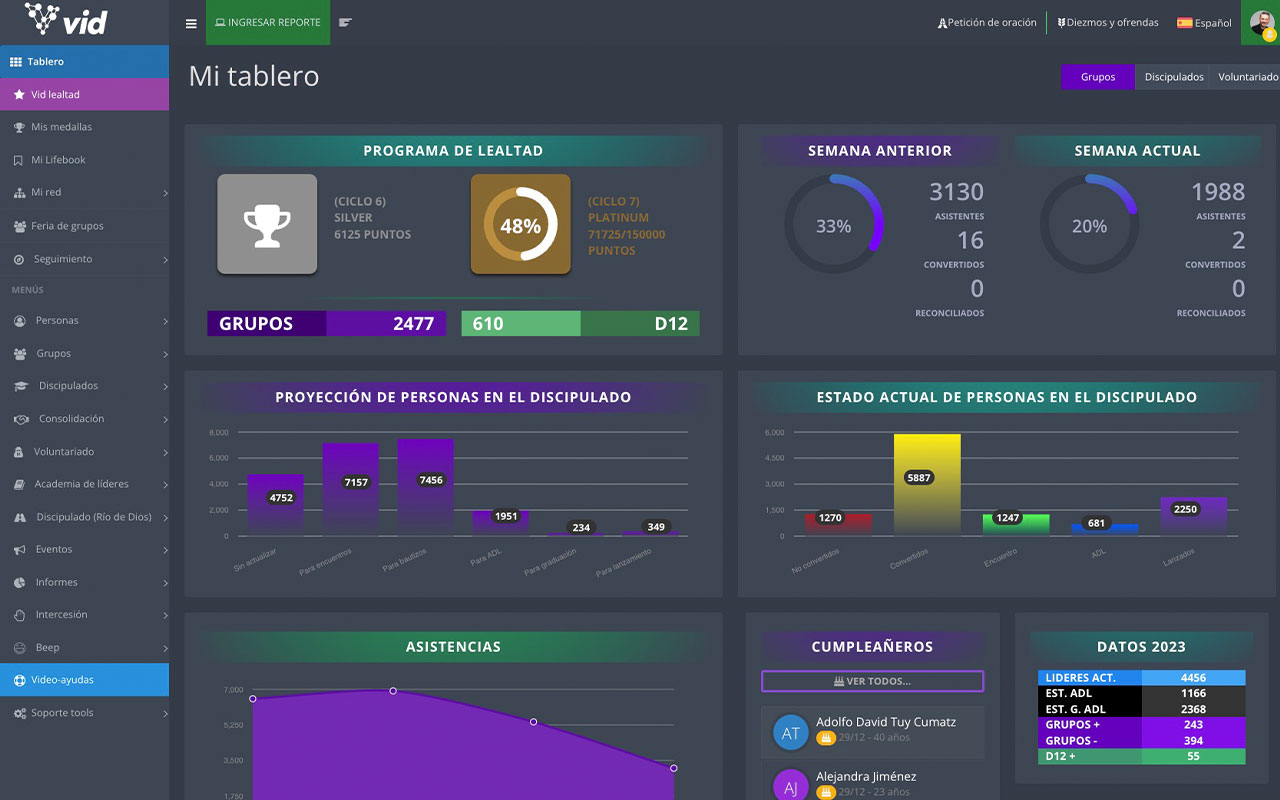 vid
INGRESAR REPORTE
Petición de oración
Diezmos y ofrendas
Español
Tablero
Vid lealtad
Mis medallas
Mi Lifebook
Mi red
Feria de grupos
Seguimiento
MENÚS
Personas
Grupos
Discipulados
Consolidación
Voluntariado
Academia de líderes
Discipulado (Río de Dios)
Eventos
Informes
Intercesión
Beep
Video-ayudas
Soporte tools
Mi tablero
Grupos
Discipulados
Voluntariado
PROGRAMA DE LEALTAD
(CICLO 6)
SILVER
6125 PUNTOS
48%
(CICLO 7)
PLATINUM
71725/150000
PUNTOS
GRUPOS 2477
610 D12
SEMANA ANTERIOR
33%
3130
ASISTENTES
16
CONVERTIDOS
0
RECONCILIADOS
SEMANA ACTUAL
20%
1988
ASISTENTES
2
CONVERTIDOS
0
RECONCILIADOS
PROYECCIÓN DE PERSONAS EN EL DISCIPULADO
8,000
6,000
4,000
2,000
0
4752
7157
7456
1951
234
349
Sin actualizar
Para encuentros
Para bautizos
Para ADL
Para graduación
Para lanzamiento
ESTADO ACTUAL DE PERSONAS EN EL DISCIPULADO
6,000
4,500
3,000
1,500
0
1270
5887
1247
681
2250
No convertidos
Convertidos
Encuentro
ADL
Lanzados
ASISTENCIAS
7,000
5,250
3,500
1,750
CUMPLEAÑEROS
VER TODOS...
AT
Adolfo David Tuy Cumatz
29/12 - 40 años
AJ
Alejandra Jiménez
29/12 - 23 años
DATOS 2023
LIDERES ACT. 4456
EST. ADL 1166
EST. G. ADL 2368
GRUPOS + 243
GRUPOS - 394
D12 + 55